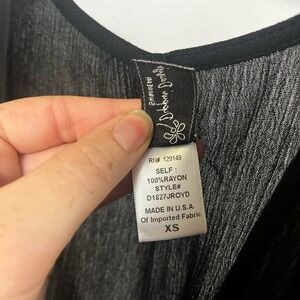 RN# 129149
SELF :
100%RAYON
STYLE#
D1827JROYD
MADE IN U.S.A.
Of Imported Fabric
XS